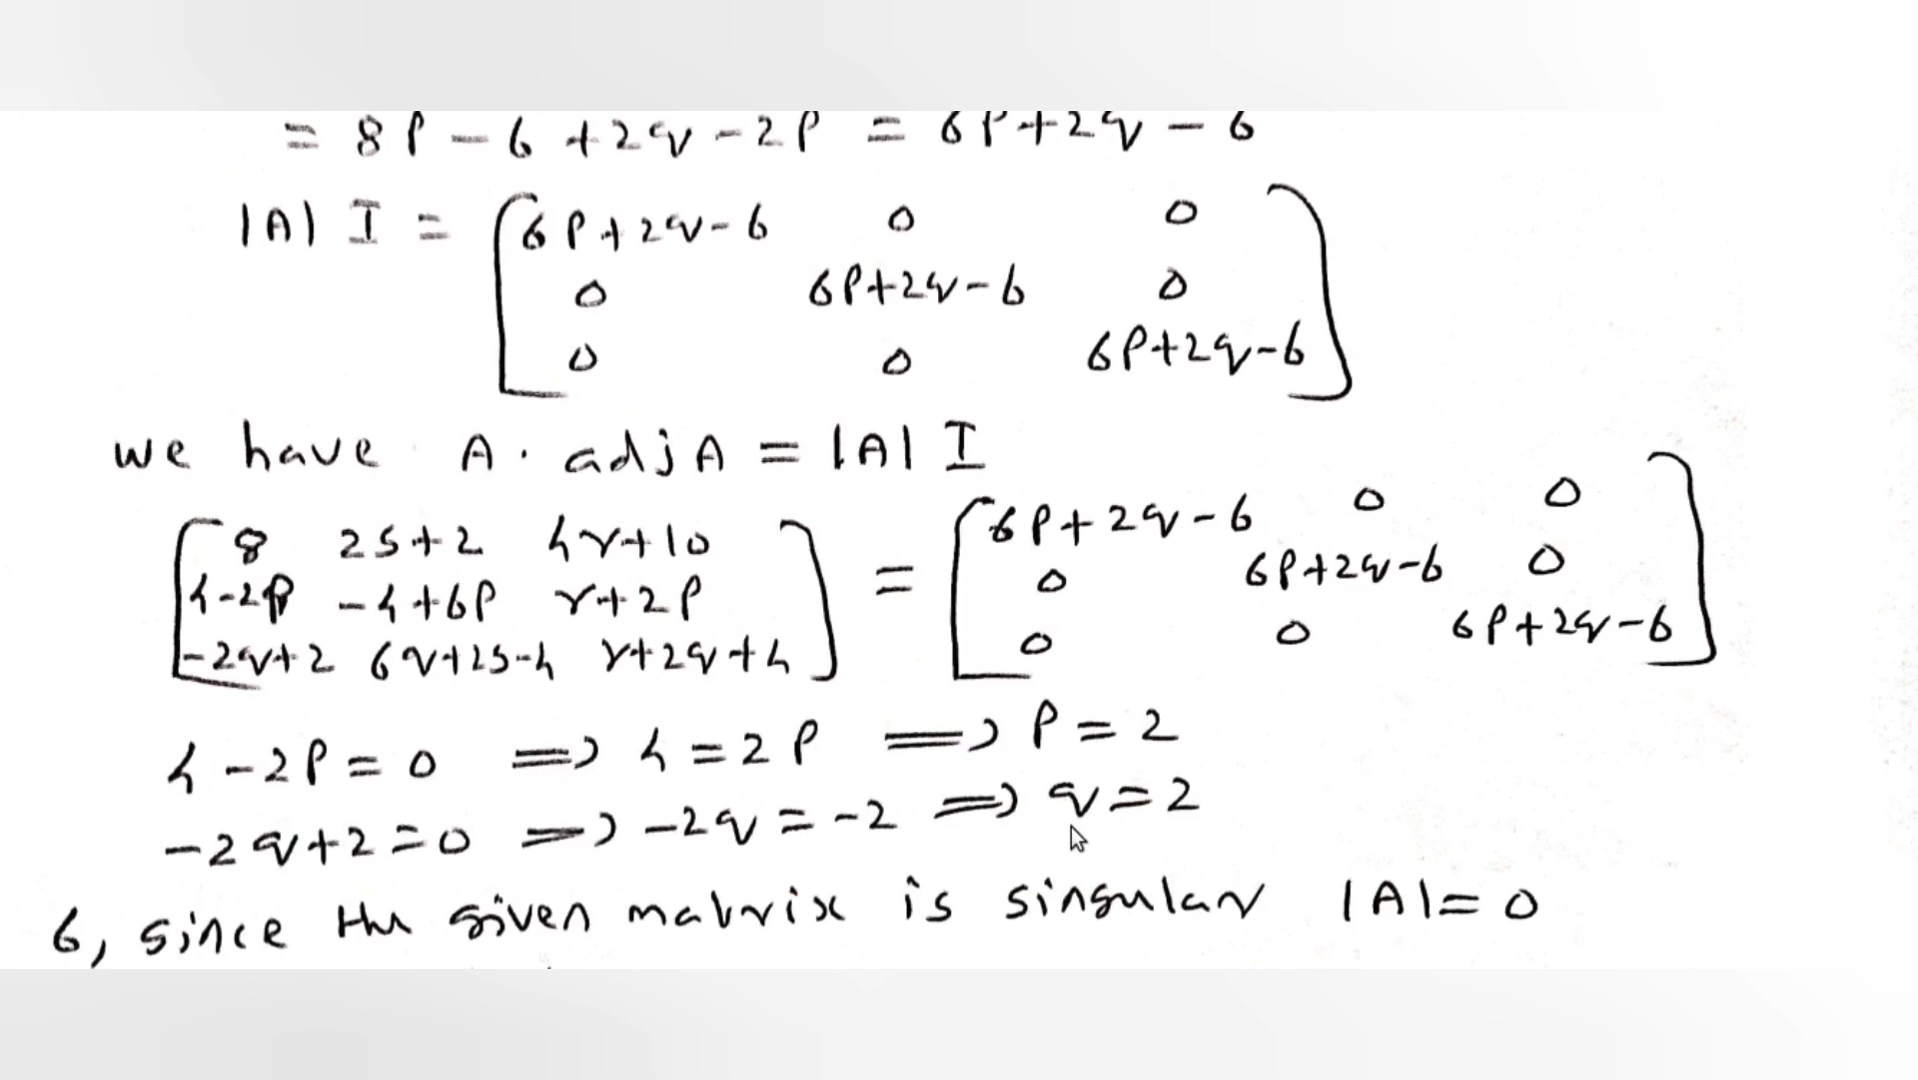 = 8P - 6 + 2q - 2P = 6P + 2q - 6
|A| I = [6P+2q-6 0 0
0 6P+2q-6 0
0 0 6P+2q-6]
we have A . adj A = |A| I
[8 2s+2 4r+10 = [6P+2q-6 0 0
4-2P -4+6P r+2P 0 6P+2q-6 0
-2q+2 6q+2s-4 r+2q+4] 0 0 6P+2q-6]
4-2P = 0 => 4 = 2P => P = 2
-2q+2 = 0 => -2q = -2 => q = 2
6, since the given matrix is singular |A| = 0